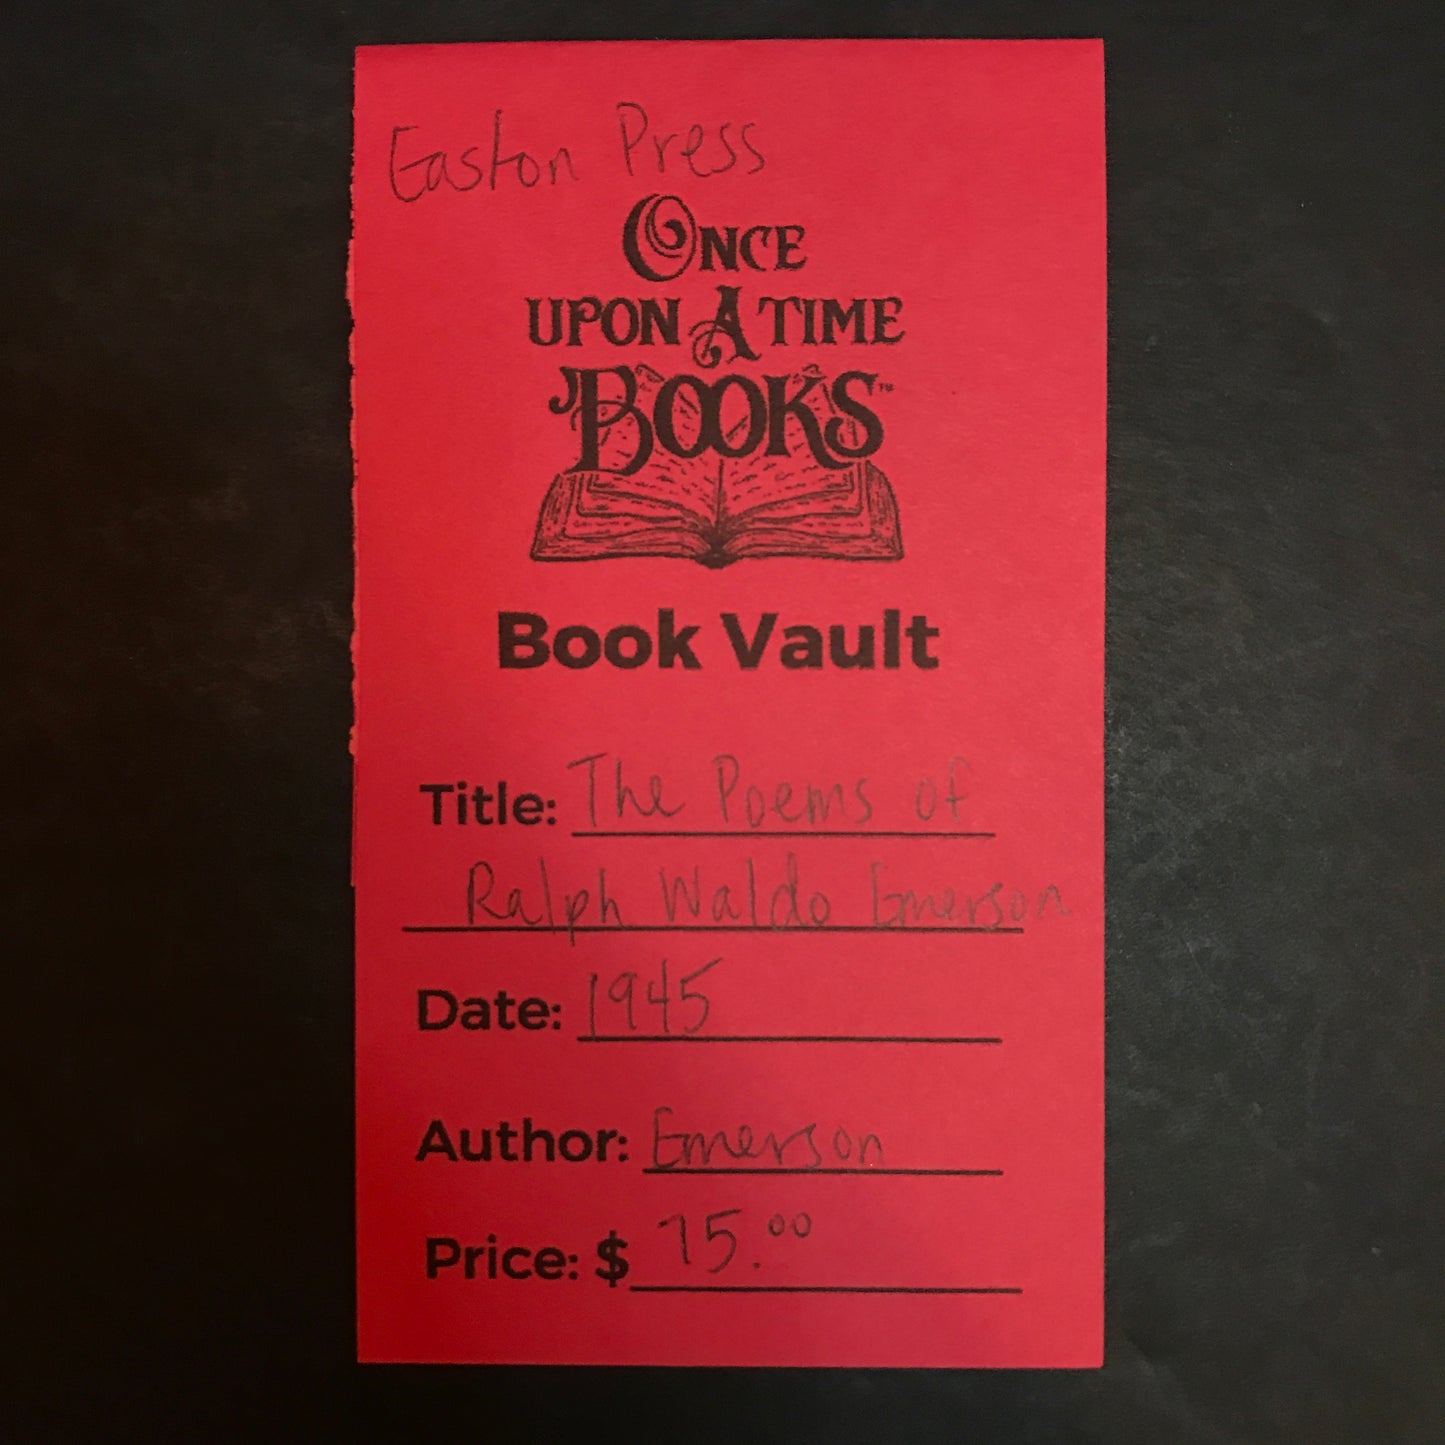 Easton Press
ONCE
UPON A TIME
BOOKS™
Book Vault
Title: The Poems of
Ralph Waldo Emerson
Date: 1945
Author: Emerson
Price: $ 75.00